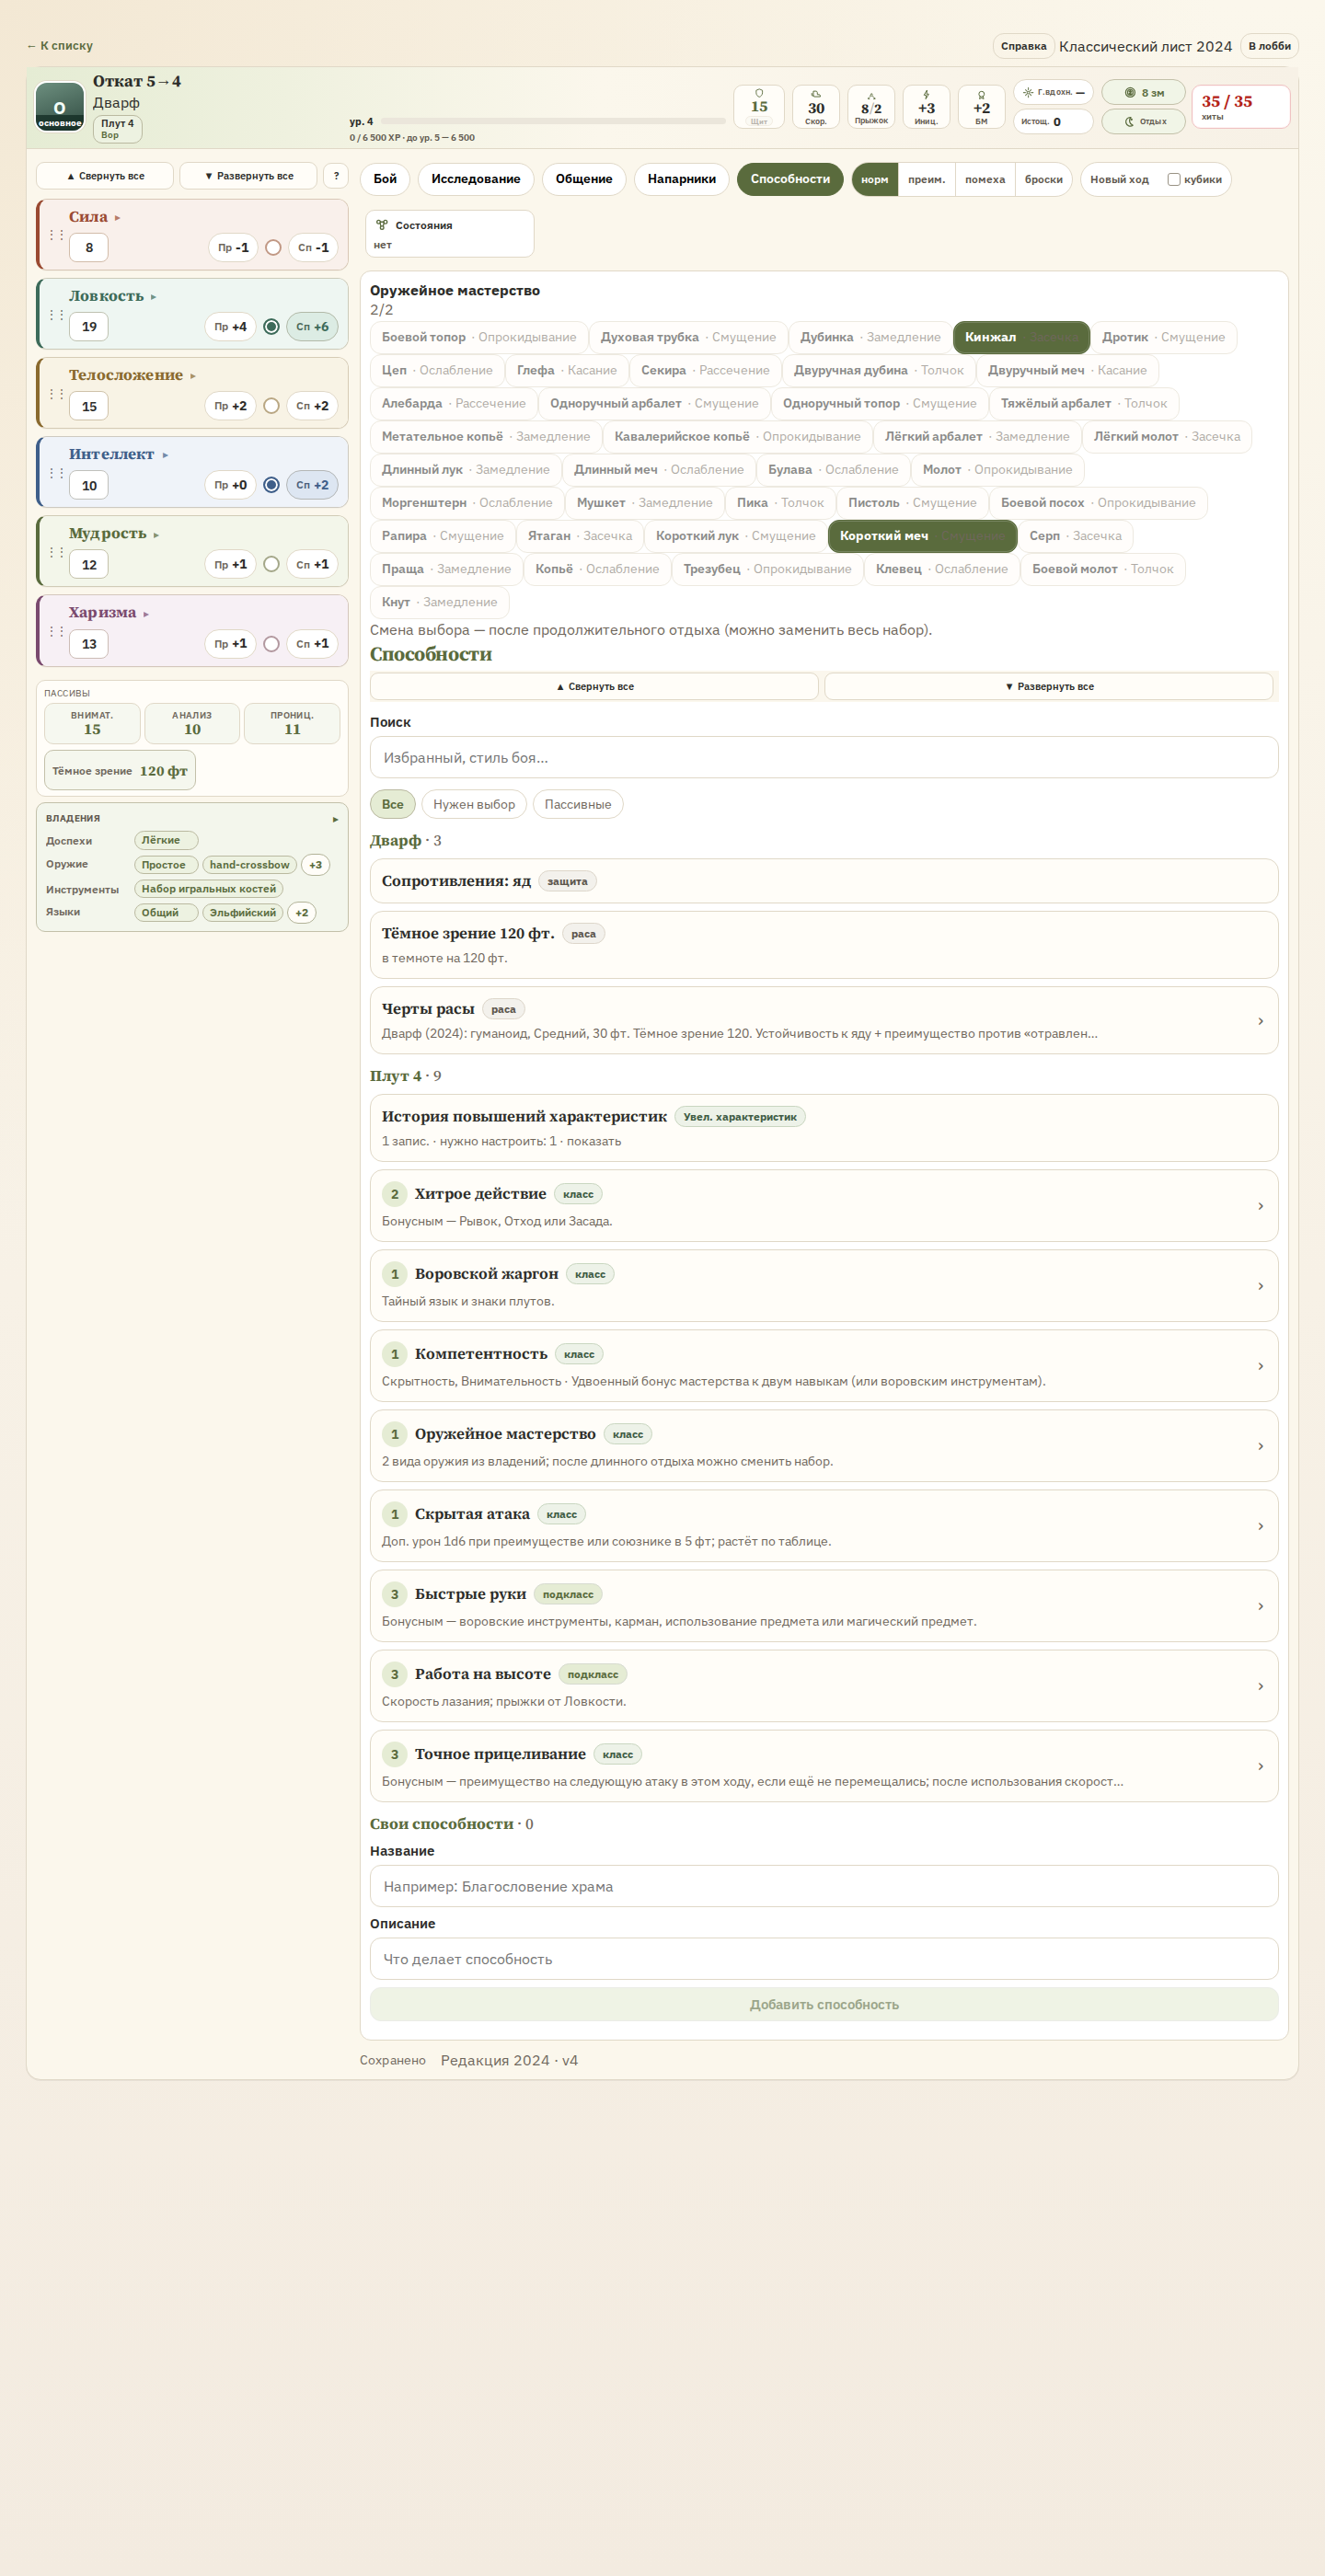 ← К списку
Справка Классический лист 2024 В лобби
О
основное
Откат 5→4
Дварф
Плут 4
Вор
ур. 4
0 / 6 500 XP · до ур. 5 — 6 500
15
Щит
30
Скор.
8/2
Прыжок
+3
Иниц.
+2
БМ
Г.вдохн. —
Истощ. 0
8 зм
Отдых
35 / 35
хиты
▲ Свернуть все ▼ Развернуть все ?
Сила ▸
8 Пр -1 Сп -1
Ловкость ▸
19 Пр +4 Сп +6
Телосложение ▸
15 Пр +2 Сп +2
Интеллект ▸
10 Пр +0 Сп +2
Мудрость ▸
12 Пр +1 Сп +1
Харизма ▸
13 Пр +1 Сп +1
ПАССИВЫ
ВНИМАТ. АНАЛИЗ ПРОНИЦ.
15 10 11
Тёмное зрение 120 фт
ВЛАДЕНИЯ ▸
Доспехи Лёгкие
Оружие Простое hand-crossbow +3
Инструменты Набор игральных костей
Языки Общий Эльфийский +2
Бой Исследование Общение Напарники Способности норм преим. помеха броски Новый ход кубики
Состояния
нет
Оружейное мастерство
2/2
Боевой топор · Опрокидывание Духовая трубка · Смущение Дубинка · Замедление Кинжал Дротик · Смущение
Цеп · Ослабление Глефа · Касание Секира · Рассечение Двуручная дубина · Толчок Двуручный меч · Касание
Алебарда · Рассечение Одноручный арбалет · Смущение Одноручный топор · Смущение Тяжёлый арбалет · Толчок
Метательное копьё · Замедление Кавалерийское копьё · Опрокидывание Лёгкий арбалет · Замедление Лёгкий молот · Засечка
Длинный лук · Замедление Длинный меч · Ослабление Булава · Ослабление Молот · Опрокидывание
Моргенштерн · Ослабление Мушкет · Замедление Пика · Толчок Пистоль · Смущение Боевой посох · Опрокидывание
Рапира · Смущение Ятаган · Засечка Короткий лук · Смущение Короткий меч Серп · Засечка
Праща · Замедление Копьё · Ослабление Трезубец · Опрокидывание Клевец · Ослабление Боевой молот · Толчок
Кнут · Замедление
Смена выбора — после продолжительного отдыха (можно заменить весь набор).
Способности
▲ Свернуть все ▼ Развернуть все
Поиск
Избранный, стиль боя...
Все Нужен выбор Пассивные
Дварф · 3
Сопротивления: яд защита
Тёмное зрение 120 фт. раса
в темноте на 120 фт.
Черты расы раса
Дварф (2024): гуманоид, Средний, 30 фт. Тёмное зрение 120. Устойчивость к яду + преимущество против «отравлен... ›
Плут 4 · 9
История повышений характеристик Увел. характеристик
1 запис. · нужно настроить: 1 · показать
2 Хитрое действие класс
Бонусным — Рывок, Отход или Засада. ›
1 Воровской жаргон класс
Тайный язык и знаки плутов. ›
1 Компетентность класс
Скрытность, Внимательность · Удвоенный бонус мастерства к двум навыкам (или воровским инструментам). ›
1 Оружейное мастерство класс
2 вида оружия из владений; после длинного отдыха можно сменить набор. ›
1 Скрытая атака класс
Доп. урон 1d6 при преимуществе или союзнике в 5 фт; растёт по таблице. ›
3 Быстрые руки подкласс
Бонусным — воровские инструменты, карман, использование предмета или магический предмет. ›
3 Работа на высоте подкласс
Скорость лазания; прыжки от Ловкости. ›
3 Точное прицеливание класс
Бонусным — преимущество на следующую атаку в этом ходу, если ещё не перемещались; после использования скорост... ›
Свои способности · 0
Название
Например: Благословение храма
Описание
Что делает способность
Добавить способность
Сохранено Редакция 2024 · v4